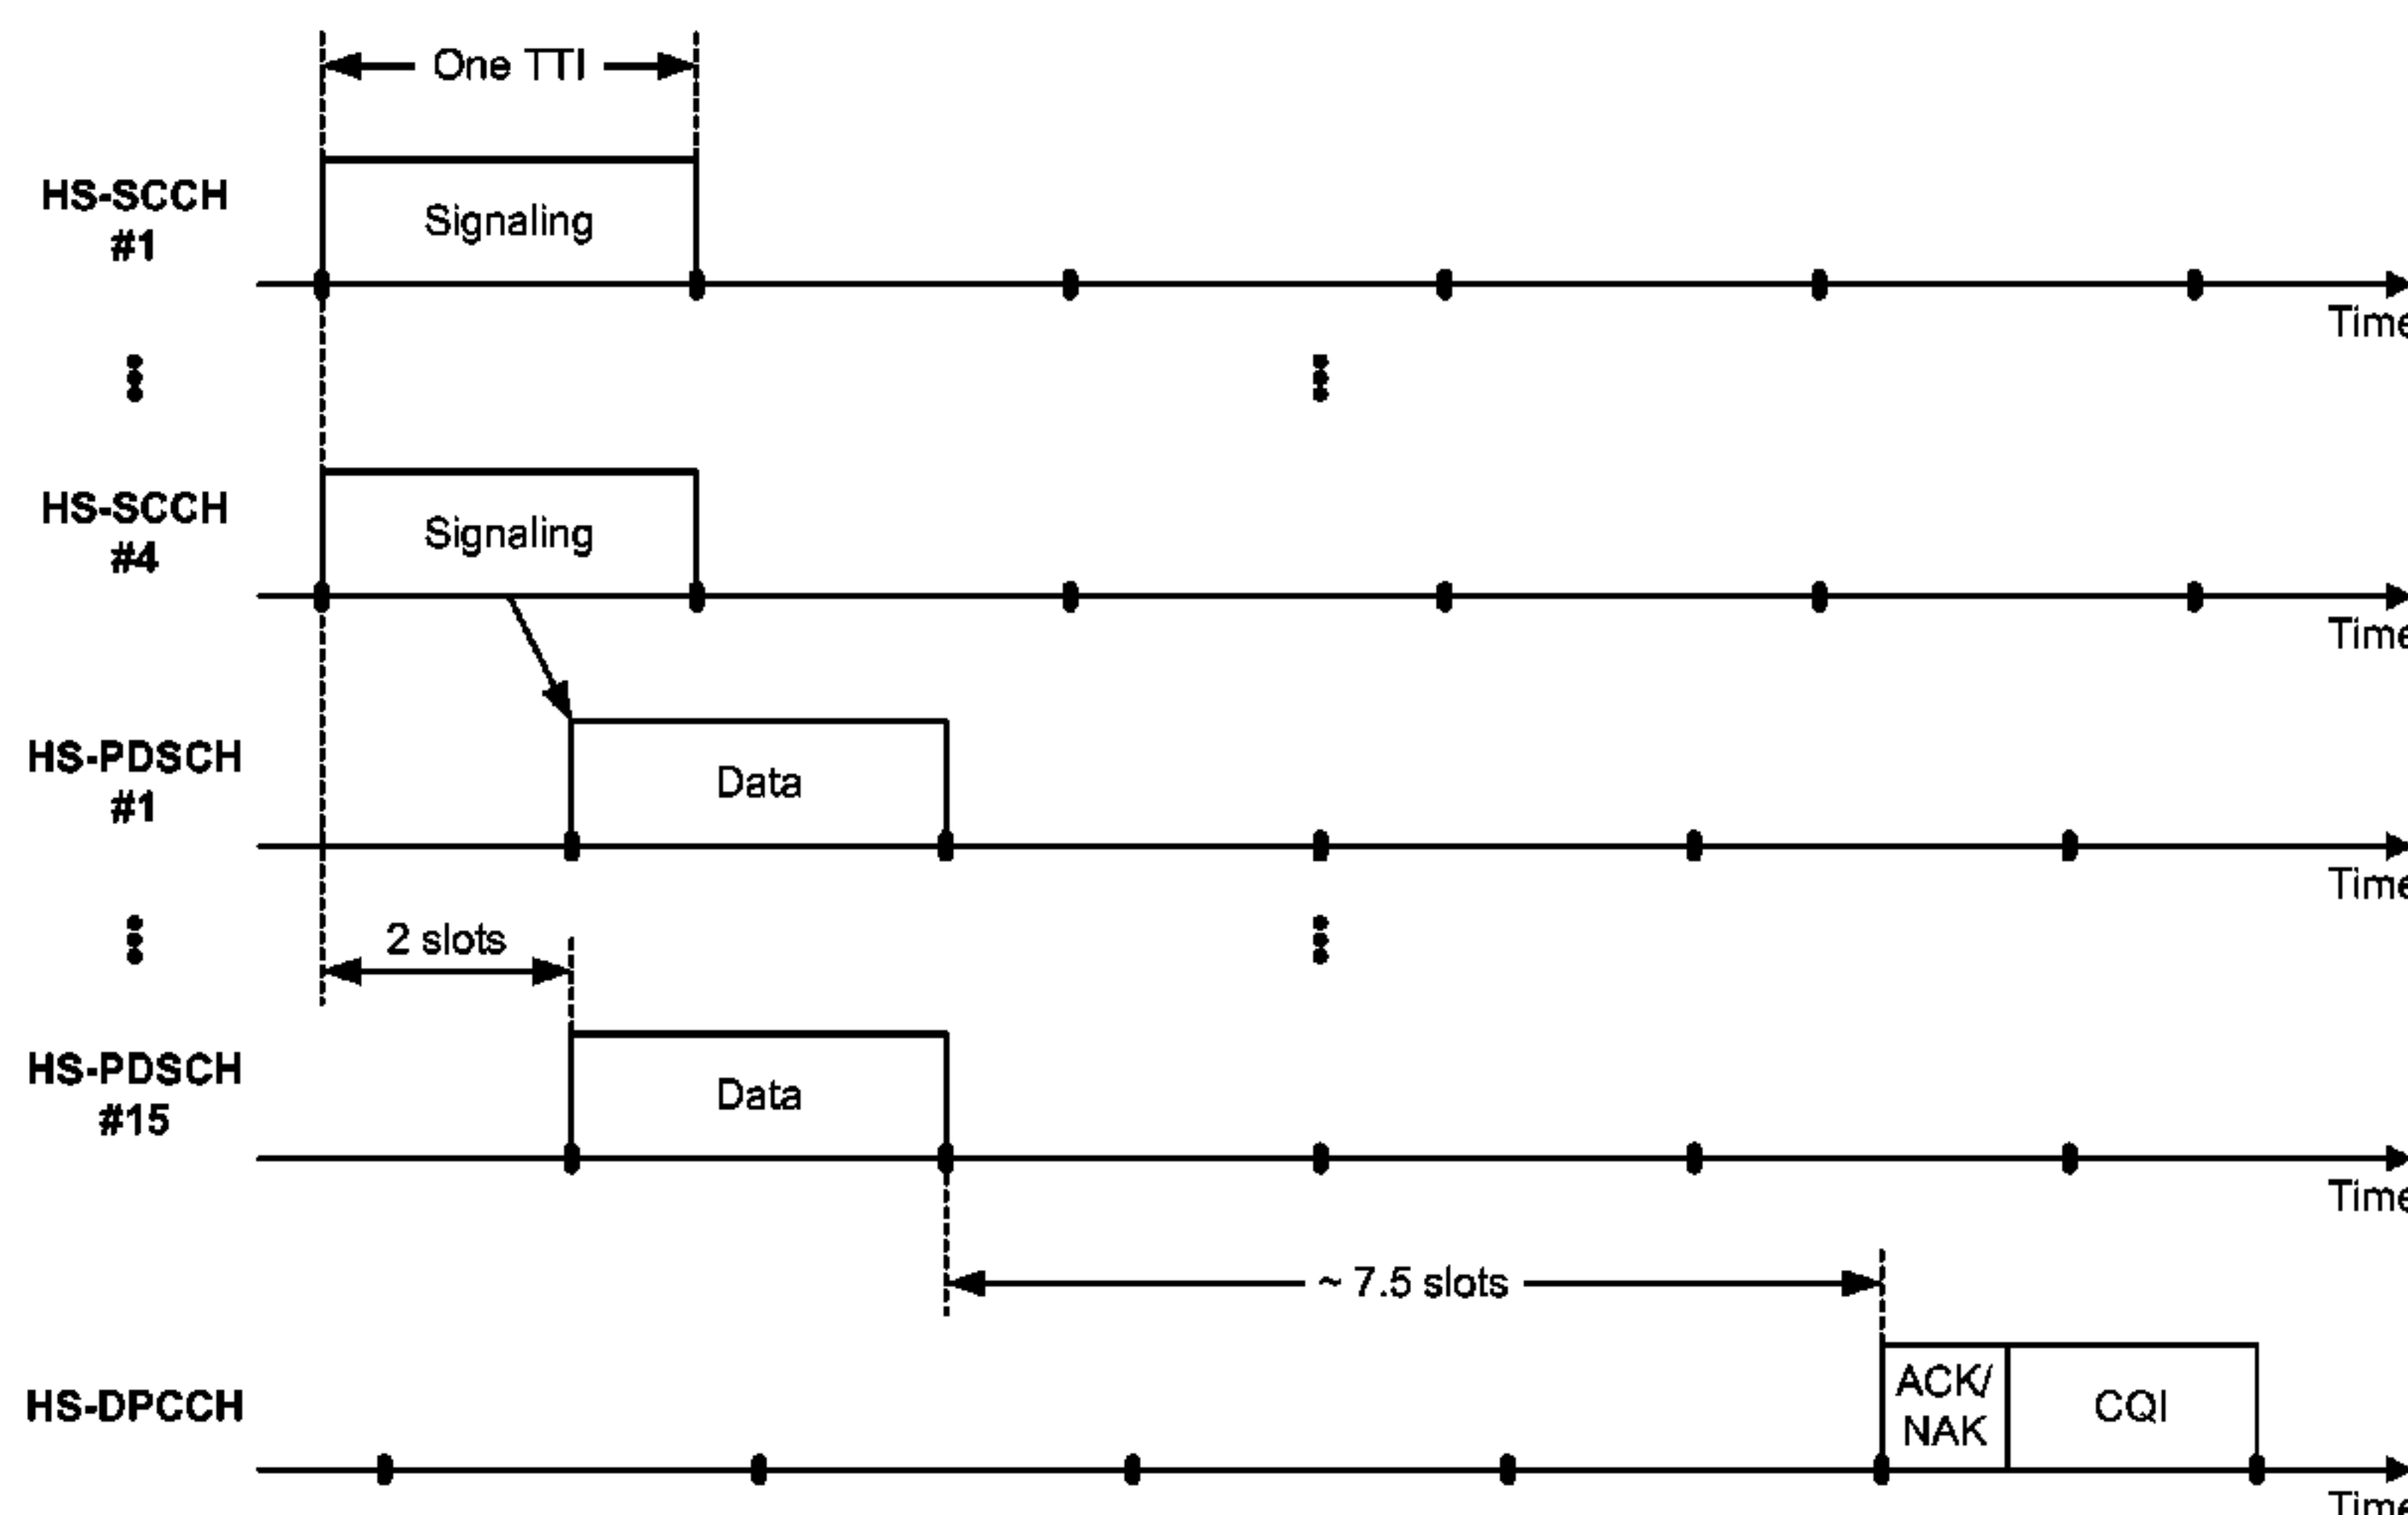 One TTI
HS-SCCH
#1
Signaling
Time
HS-SCCH
#4
Signaling
Time
HS-PDSCH
#1
Data
Time
2 slots
HS-PDSCH
#15
Data
Time
~ 7.5 slots
HS-DPCCH
ACK/
NAK
CQI
Time